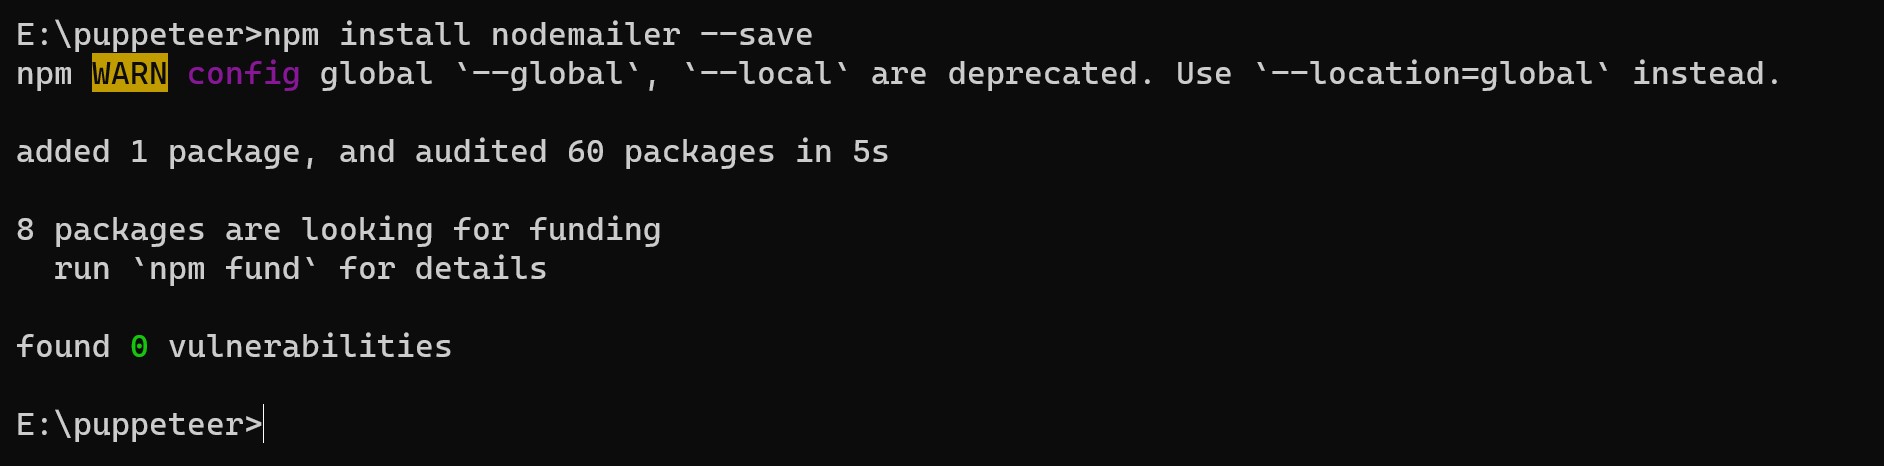 E:\puppeteer>npm install nodemailer --save
npm WARN config global `--global`, `--local` are deprecated. Use `--location=global` instead.
added 1 package, and audited 60 packages in 5s
8 packages are looking for funding
run `npm fund` for details
found 0 vulnerabilities
E:\puppeteer>